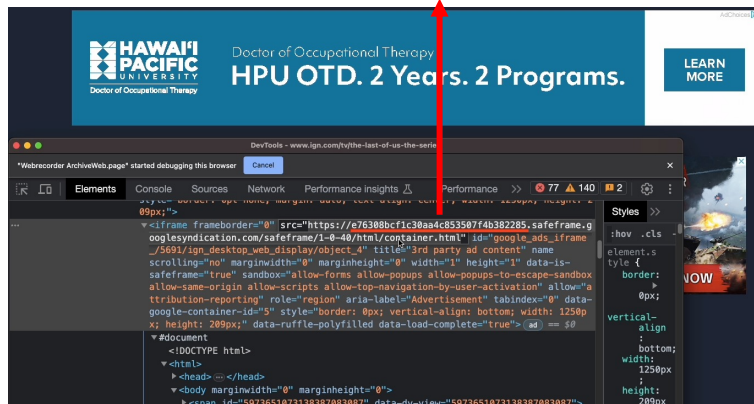 AdChoices
HAWAI'I
PACIFIC
UNIVERSITY
Doctor of Occupational Therapy
Doctor of Occupational Therapy
HPU OTD. 2 Years. 2 Programs.
LEARN
MORE
DevTools - www.ign.com/tv/the-last-of-us-the-serie
"Webrecorder ArchiveWeb.page" started debugging this browser
Cancel
×
Elements
Console
Sources
Network
Performance insights
Performance
»
77
140
2
09px;">
▼<iframe frameborder="0" src="https://e76308bcf1c30aa4c853507f4b382285.safeframe.g
ooglesyndication.com/safeframe/1-0-40/html/container.html" id="google_ads_iframe
_/5691/ign_desktop_web_display/object_4" title="3rd party ad content" name
scrolling="no" marginwidth="0" marginheight="0" width="1" height="1" data-is-
safeframe="true" sandbox="allow-forms allow-popups allow-popups-to-escape-sandbox
allow-same-origin allow-scripts allow-top-navigation-by-user-activation" allow="a
ttribution-reporting" role="region" aria-label="Advertisement" tabindex="0" data-
google-container-id="5" style="border: 0px; vertical-align: bottom; width: 1250p
x; height: 209px;" data-ruffle-polyfilled data-load-complete="true"> ad == $0
▼#document
<!DOCTYPE html>
▼<html>
▶<head> … </head>
▼<body marginwidth="0" marginheight="0">
Styles
»
:hov .cls
element.s
tyle {
border:
▶
0px;
vertical-
align
:
bottom;
width:
1250px
;
height:
209px
NOW